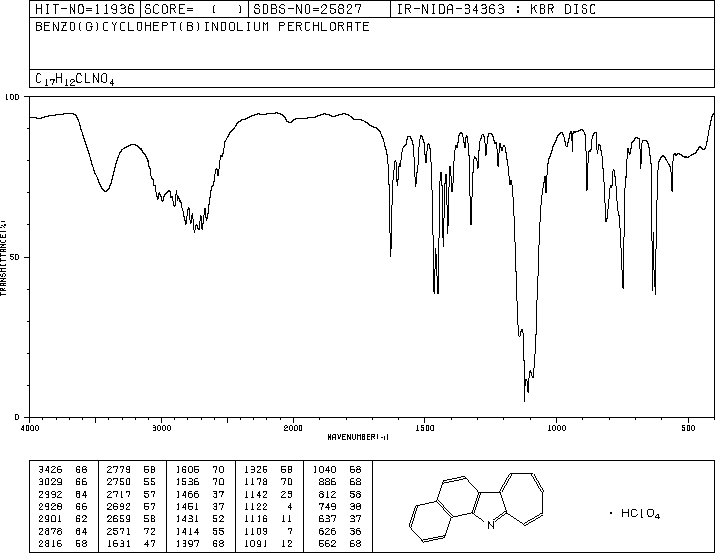 HIT-NO=11936 SCORE= ( ) SDBS-NO=25827 IR-NIDA-34363 : KBR DISC
BENZO(G)CYCLOHEPT(B)INDOLIUM PERCHLORATE
C17H12CLNO4
100
50
0
TRANSMITTANCE(%)
4000 3000 2000 1500 1000 500
WAVENUMBER(-1)
3426 68 2779 58 1605 70 1325 58 1040 68
3029 66 2750 55 1536 70 1178 70 886 68
2992 64 2717 57 1466 37 1142 25 812 58
2928 66 2692 57 1451 37 1122 4 749 38
2901 62 2659 58 1431 52 1116 11 637 37
2878 64 2571 72 1414 55 1109 7 626 36
2816 58 1631 47 1397 68 1091 12 562 68
N
· HClO4